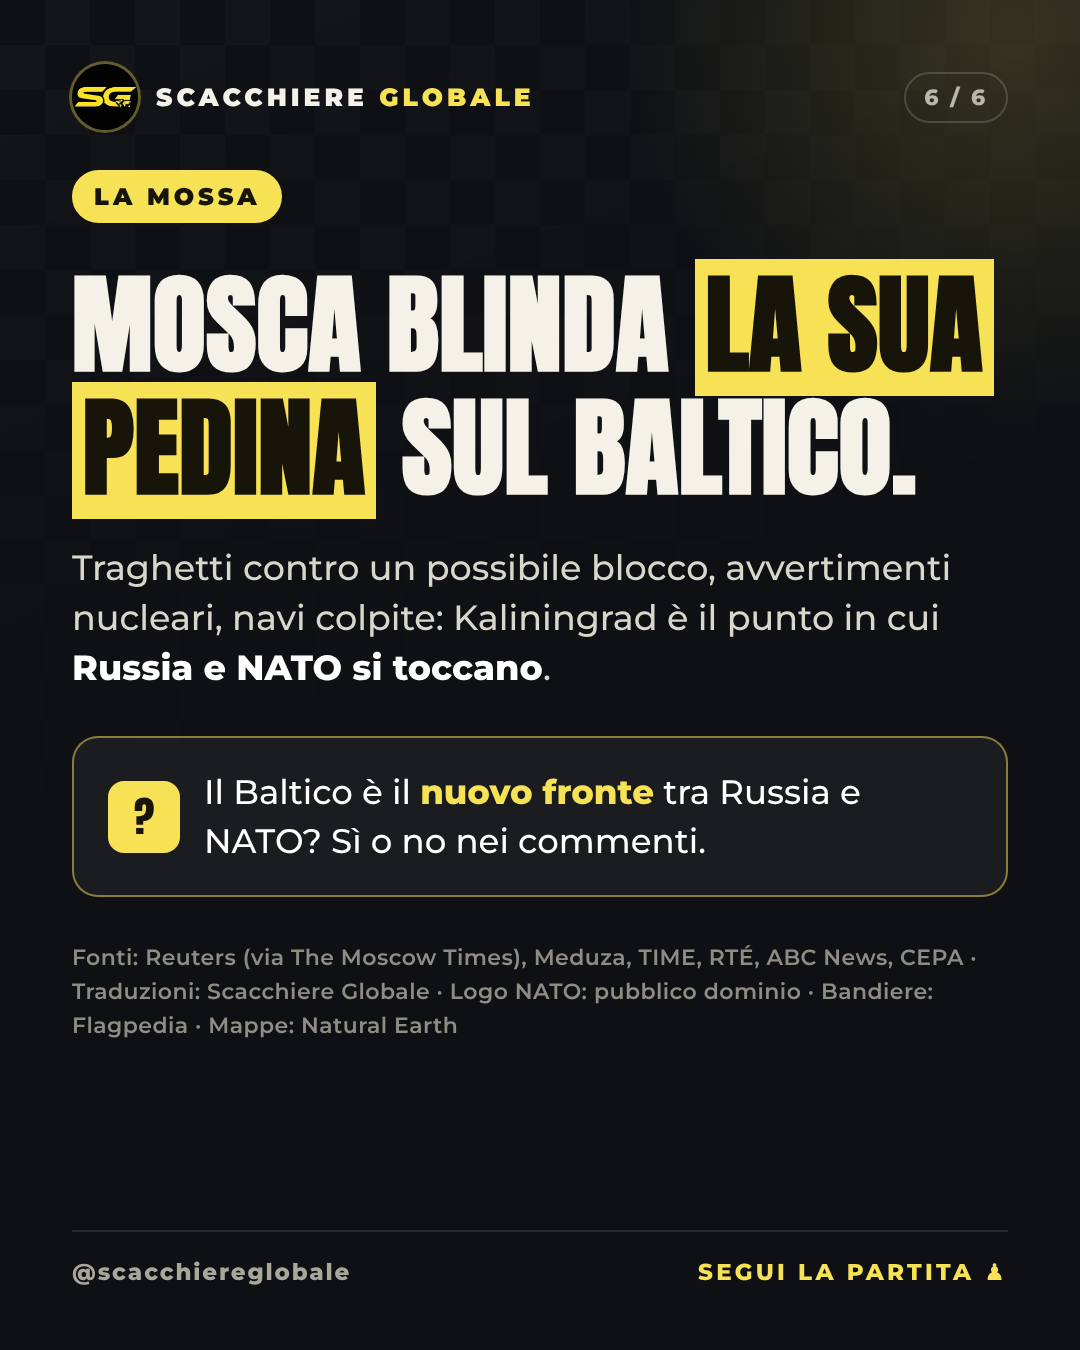 SG SCACCHIERE GLOBALE
6 / 6
LA MOSSA
MOSCA BLINDA LA SUA
PEDINA SUL BALTICO.
Traghetti contro un possibile blocco, avvertimenti
nucleari, navi colpite: Kaliningrad è il punto in cui
Russia e NATO si toccano.
?
Il Baltico è il nuovo fronte tra Russia e
NATO? Sì o no nei commenti.
Fonti: Reuters (via The Moscow Times), Meduza, TIME, RTÉ, ABC News, CEPA ·
Traduzioni: Scacchiere Globale · Logo NATO: pubblico dominio · Bandiere:
Flagpedia · Mappe: Natural Earth
@scacchiereglobale
SEGUI LA PARTITA ♟